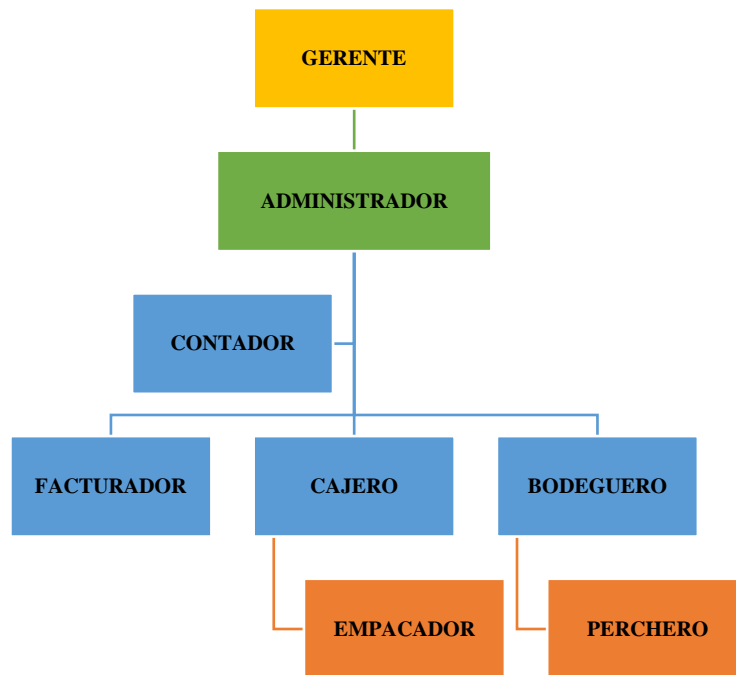 GERENTE
ADMINISTRADOR
CONTADOR
FACTURADOR
CAJERO
BODEGUERO
EMPACADOR
PERCHERO